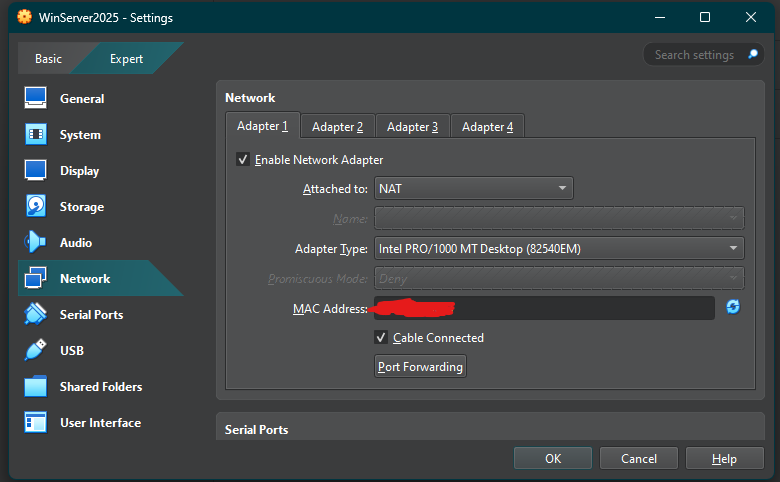 WinServer2025 - Settings
Basic Expert Search settings
General
System
Display
Storage
Audio
Network
Serial Ports
USB
Shared Folders
User Interface
Network
Adapter 1 Adapter 2 Adapter 3 Adapter 4
Enable Network Adapter
Attached to: NAT
Name:
Adapter Type: Intel PRO/1000 MT Desktop (82540EM)
Promiscuous Mode: Deny
MAC Address:
Cable Connected
Port Forwarding
Serial Ports
OK Cancel Help